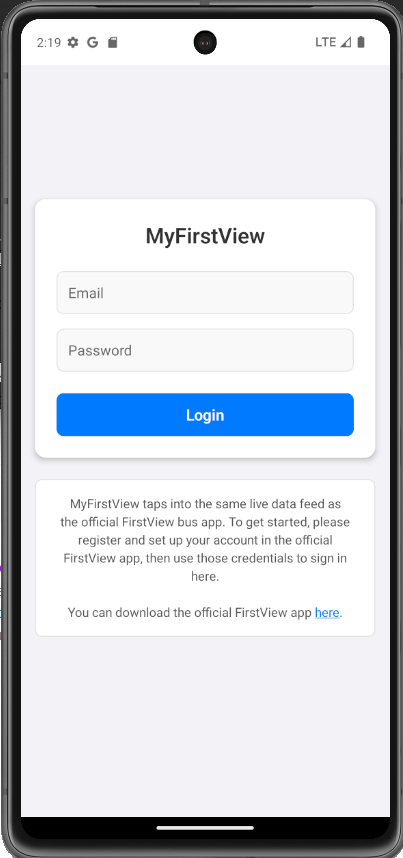 2:19 G LTE
MyFirstView
Email
Password
Login
MyFirstView taps into the same live data feed as
the official FirstView bus app. To get started, please
register and set up your account in the official
FirstView app, then use those credentials to sign in
here.
You can download the official FirstView app here.